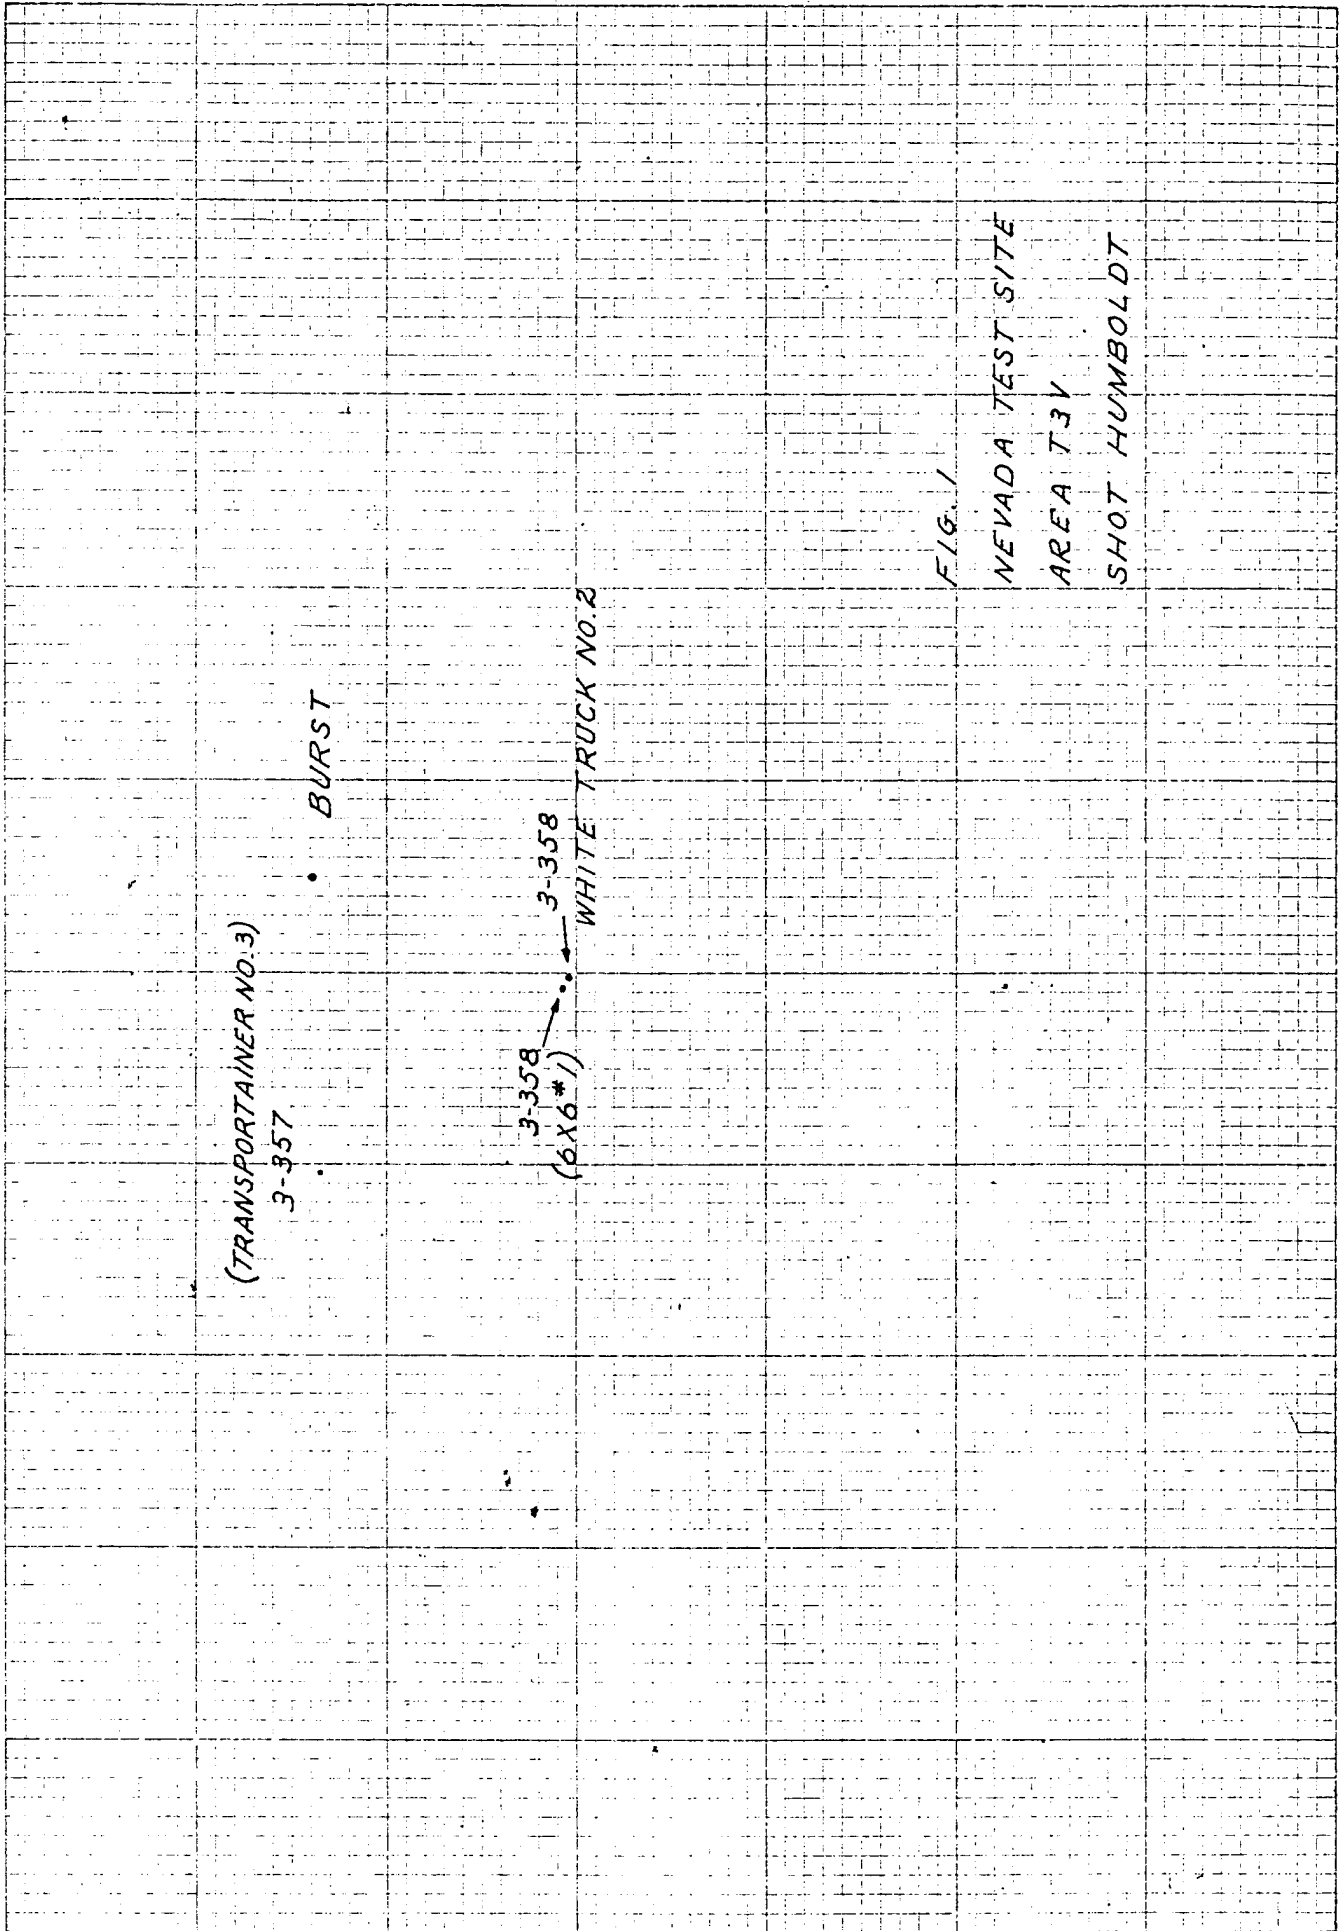 (TRANSPORTAINER NO.3)
3-357
BURST
3-358
(6X6#1)
3-358
WHITE TRUCK NO.2
FIG. 1
NEVADA TEST SITE
AREA T3V
SHOT HUMBOLDT